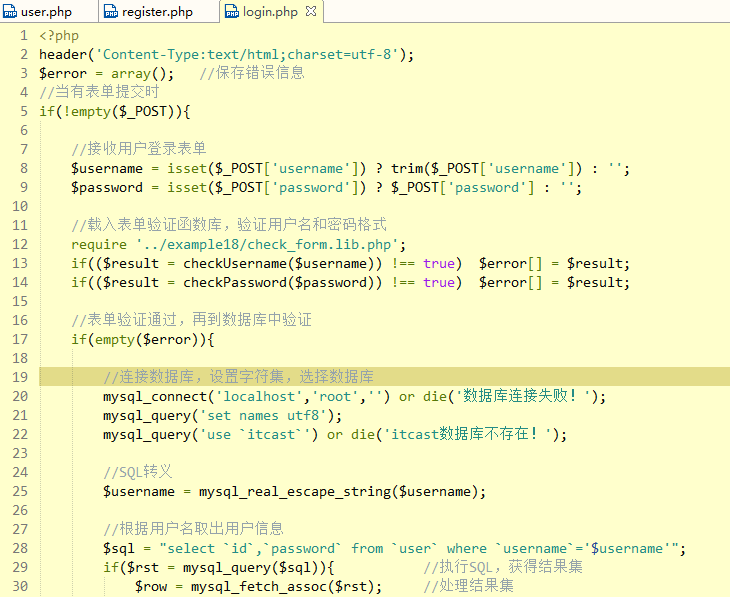 user.php register.php login.php
1 <?php
2 header('Content-Type:text/html;charset=utf-8');
3 $error = array(); //保存错误信息
4 //当有表单提交时
5 if(!empty($_POST)){
6
7 //接收用户登录表单
8 $username = isset($_POST['username']) ? trim($_POST['username']) : '';
9 $password = isset($_POST['password']) ? $_POST['password'] : '';
10
11 //载入表单验证函数库，验证用户名和密码格式
12 require '../example18/check_form.lib.php';
13 if(($result = checkUsername($username)) !== true) $error[] = $result;
14 if(($result = checkPassword($password)) !== true) $error[] = $result;
15
16 //表单验证通过，再到数据库中验证
17 if(empty($error)){
18
19 //连接数据库，设置字符集，选择数据库
20 mysql_connect('localhost','root','') or die('数据库连接失败！');
21 mysql_query('set names utf8');
22 mysql_query('use `itcast`') or die('itcast数据库不存在！');
23
24 //SQL转义
25 $username = mysql_real_escape_string($username);
26
27 //根据用户名取出用户信息
28 $sql = "select `id`,`password` from `user` where `username`='$username'";
29 if($rst = mysql_query($sql)){ //执行SQL，获得结果集
30 $row = mysql_fetch_assoc($rst); //处理结果集